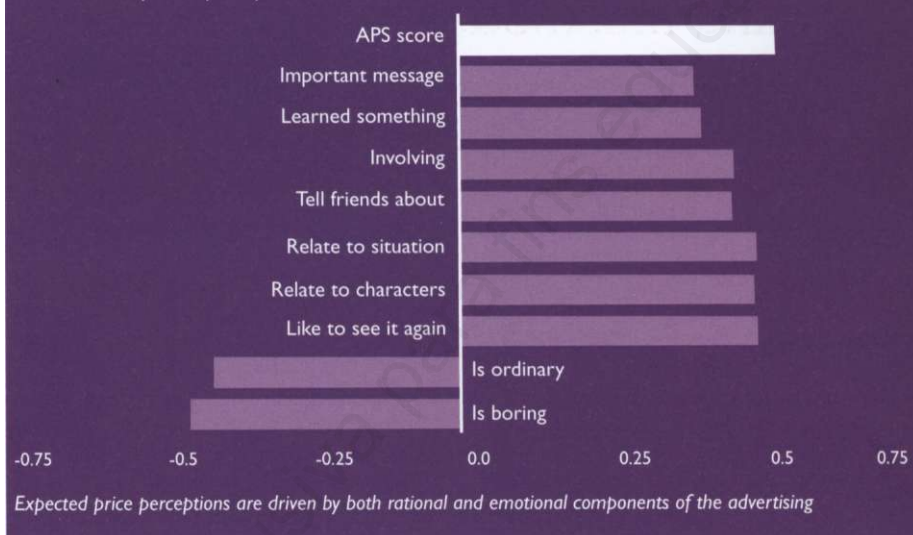 APS score
Important message
Learned something
Involving
Tell friends about
Relate to situation
Relate to characters
Like to see it again
Is ordinary
Is boring
-0.75 -0.5 -0.25 0.0 0.25 0.5 0.75
Expected price perceptions are driven by both rational and emotional components of the advertising